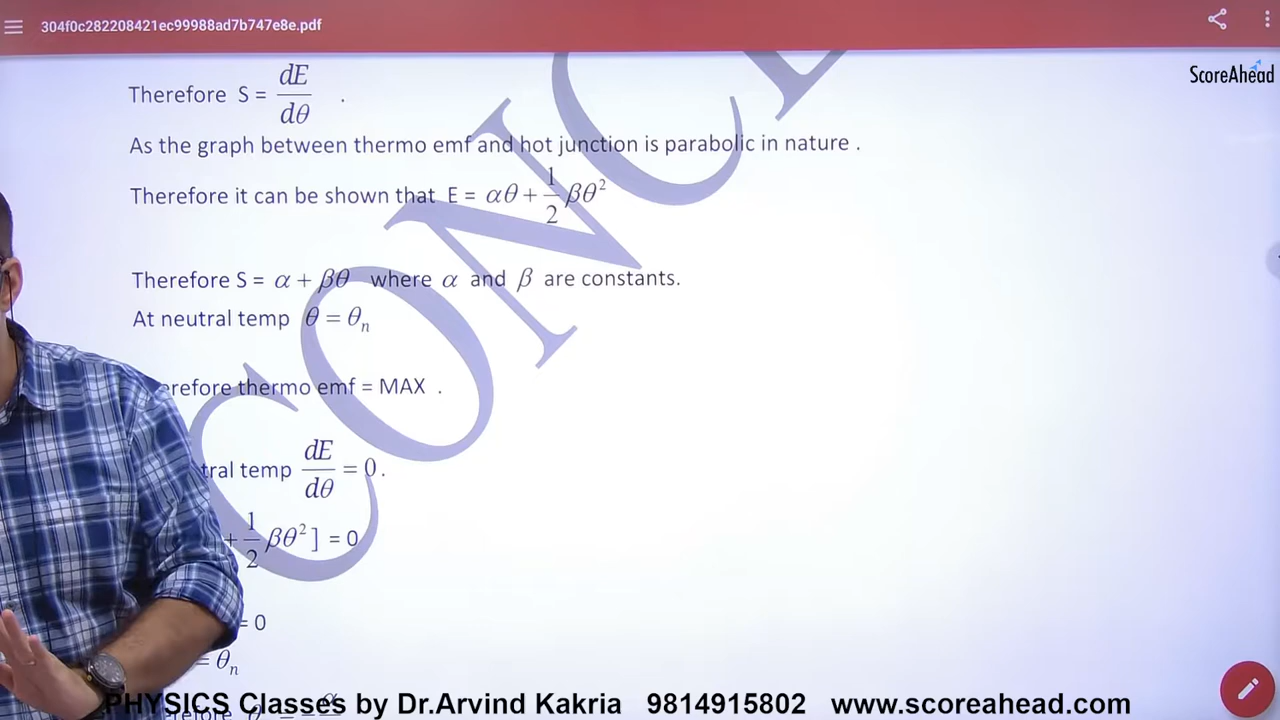 304f0c282208421ec99988ad7b747e8e.pdf
ScoreAhead
Therefore S = dE/dθ .
As the graph between thermo emf and hot junction is parabolic in nature .
Therefore it can be shown that E = αθ + 1/2 βθ²
Therefore S = α + βθ where α and β are constants.
At neutral temp θ = θₙ
erefore thermo emf = MAX .
tral temp dE/dθ = 0 .
+ 1/2 βθ² ] = 0
= 0
= θₙ
CONCE
PHYSICS Classes by Dr.Arvind Kakria 9814915802 www.scoreahead.com